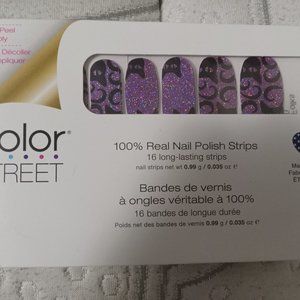 Peel
Décoller
olor
TREET
100% Real Nail Polish Strips
16 long-lasting strips
nail strips net wt 0.99 g / 0.035 oz ℮
Bandes de vernis
à ongles véritable à 100%
16 bandes de longue durée
Poids net des bandes de vernis 0.99 g / 0.035 oz ℮